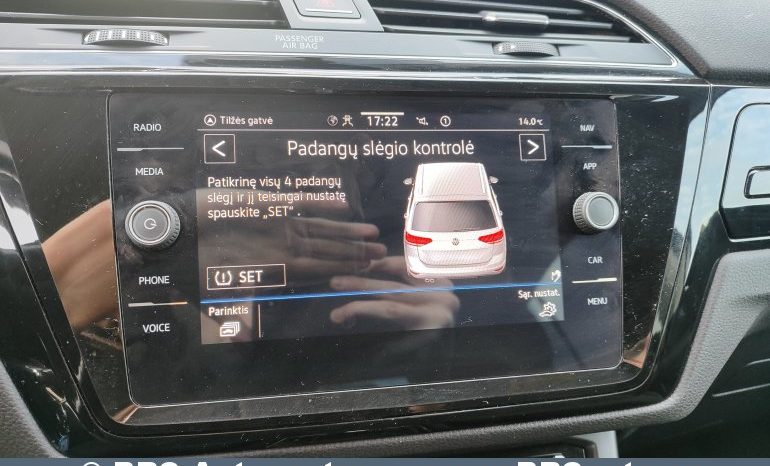 PASSENGER
AIR BAG
RADIO
MEDIA
PHONE
VOICE
NAV
APP
CAR
MENU
Tilžės gatvė
17:22
1
14.0°C
<
Padangų slėgio kontrolė
>
Patikrinę visų 4 padangų
slėgį ir jį teisingai nustatę
spauskite „SET“.
SET
Parinktis
Sąr. nustat.